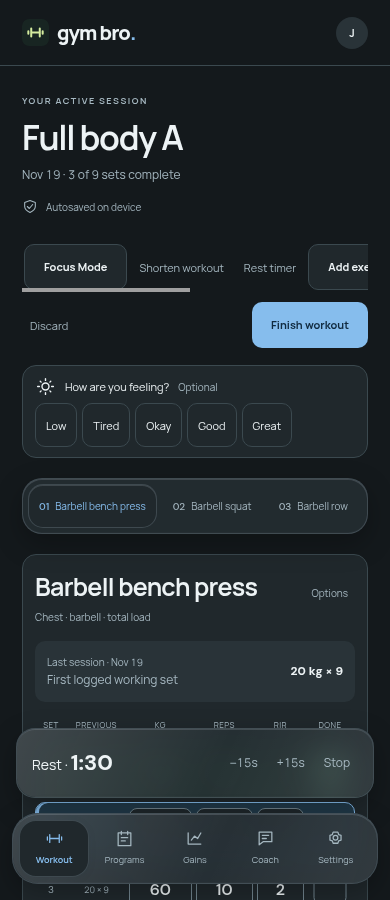 gym bro.
J
YOUR ACTIVE SESSION
Full body A
Nov 19 · 3 of 9 sets complete
Autosaved on device
Focus Mode Shorten workout Rest timer Add exe
Discard Finish workout
How are you feeling? Optional
Low Tired Okay Good Great
01 Barbell bench press 02 Barbell squat 03 Barbell row
Barbell bench press Options
Chest · barbell · total load
Last session · Nov 19
First logged working set 20 kg × 9
SET PREVIOUS KG REPS RIR DONE
Rest · 1:30 −15s +15s Stop
Workout Programs Gains Coach Settings
3 20 × 9 60 10 2